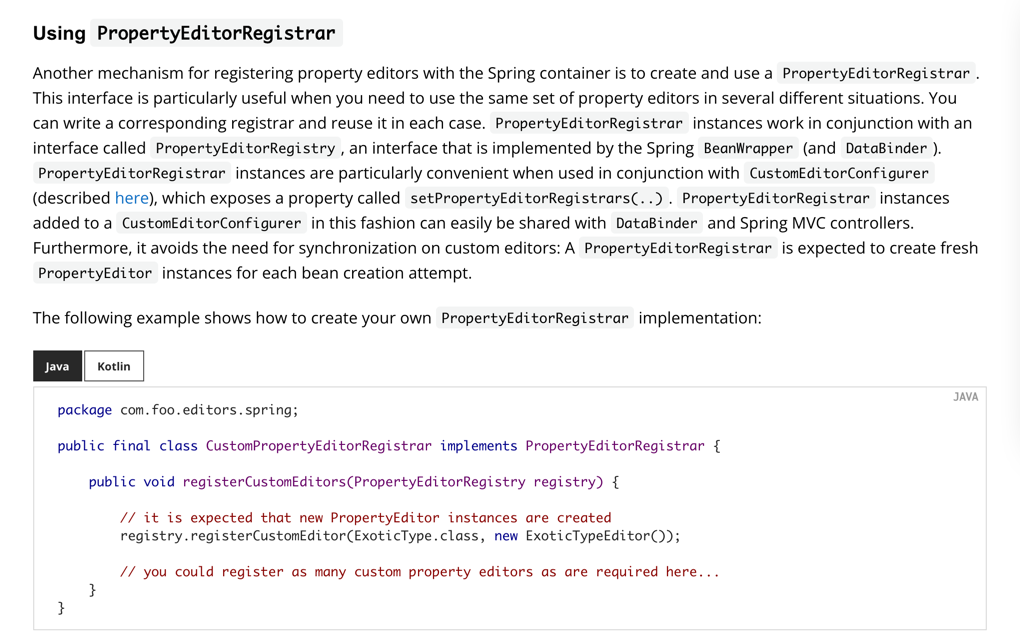 Using PropertyEditorRegistrar
Another mechanism for registering property editors with the Spring container is to create and use a PropertyEditorRegistrar .
This interface is particularly useful when you need to use the same set of property editors in several different situations. You
can write a corresponding registrar and reuse it in each case. PropertyEditorRegistrar instances work in conjunction with an
interface called PropertyEditorRegistry , an interface that is implemented by the Spring BeanWrapper (and DataBinder ).
PropertyEditorRegistrar instances are particularly convenient when used in conjunction with CustomEditorConfigurer
(described here), which exposes a property called setPropertyEditorRegistrars(..) . PropertyEditorRegistrar instances
added to a CustomEditorConfigurer in this fashion can easily be shared with DataBinder and Spring MVC controllers.
Furthermore, it avoids the need for synchronization on custom editors: A PropertyEditorRegistrar is expected to create fresh
PropertyEditor instances for each bean creation attempt.
The following example shows how to create your own PropertyEditorRegistrar implementation:
Java Kotlin
JAVA
package com.foo.editors.spring;
public final class CustomPropertyEditorRegistrar implements PropertyEditorRegistrar {
public void registerCustomEditors(PropertyEditorRegistry registry) {
// it is expected that new PropertyEditor instances are created
registry.registerCustomEditor(ExoticType.class, new ExoticTypeEditor());
// you could register as many custom property editors as are required here...
}
}